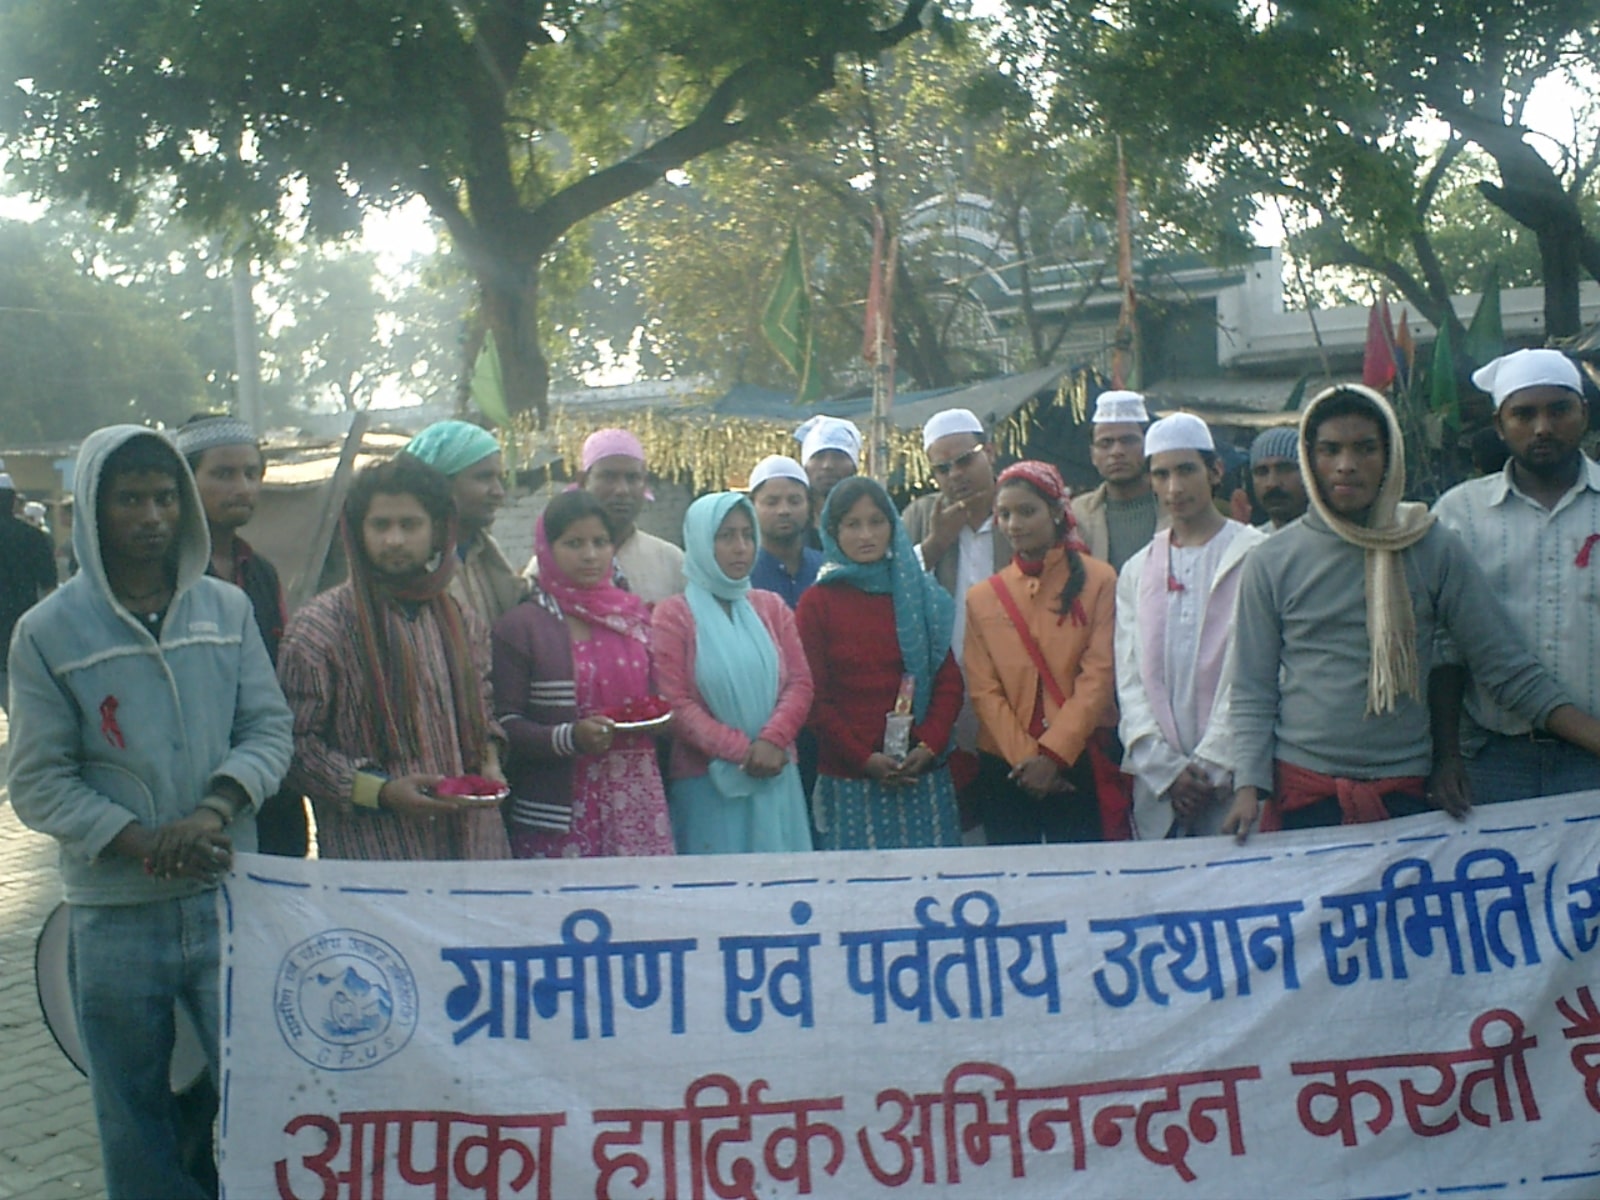 ग्रामीण एवं पर्वतीय उत्थान समिति (र
आपका हार्दिक अभिनन्दन करती है
G.P.U.S